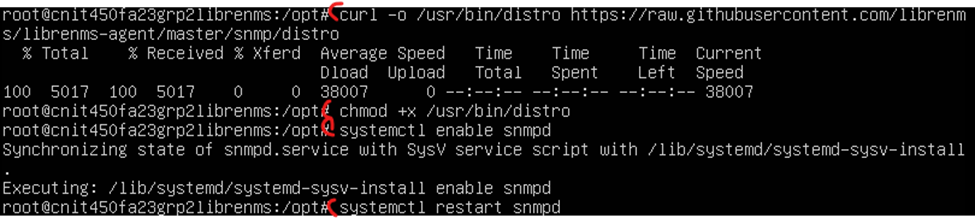 root@cnit450fa23grp2librenms:/opt# curl -o /usr/bin/distro https://raw.githubusercontent.com/librenm
s/librenms-agent/master/snmp/distro
% Total % Received % Xferd Average Speed Time Time Time Current
Dload Upload Total Spent Left Speed
100 5017 100 5017 0 0 38007 0 --:--:-- --:--:-- --:--:-- 38007
root@cnit450fa23grp2librenms:/opt# chmod +x /usr/bin/distro
root@cnit450fa23grp2librenms:/opt# systemctl enable snmpd
Synchronizing state of snmpd.service with SysV service script with /lib/systemd/systemd-sysv-install
.
Executing: /lib/systemd/systemd-sysv-install enable snmpd
root@cnit450fa23grp2librenms:/opt# systemctl restart snmpd